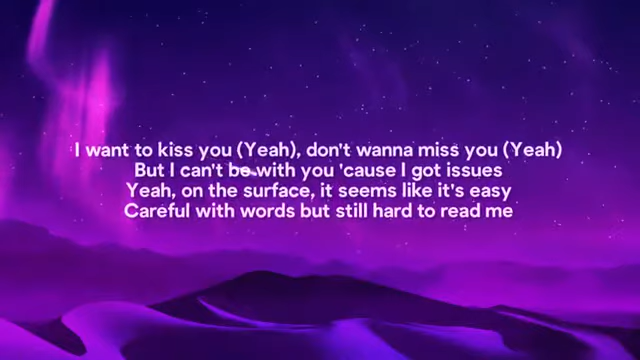 I want to kiss you (Yeah), don't wanna miss you (Yeah)
But I can't be with you 'cause I got issues
Yeah, on the surface, it seems like it's easy
Careful with words but still hard to read me